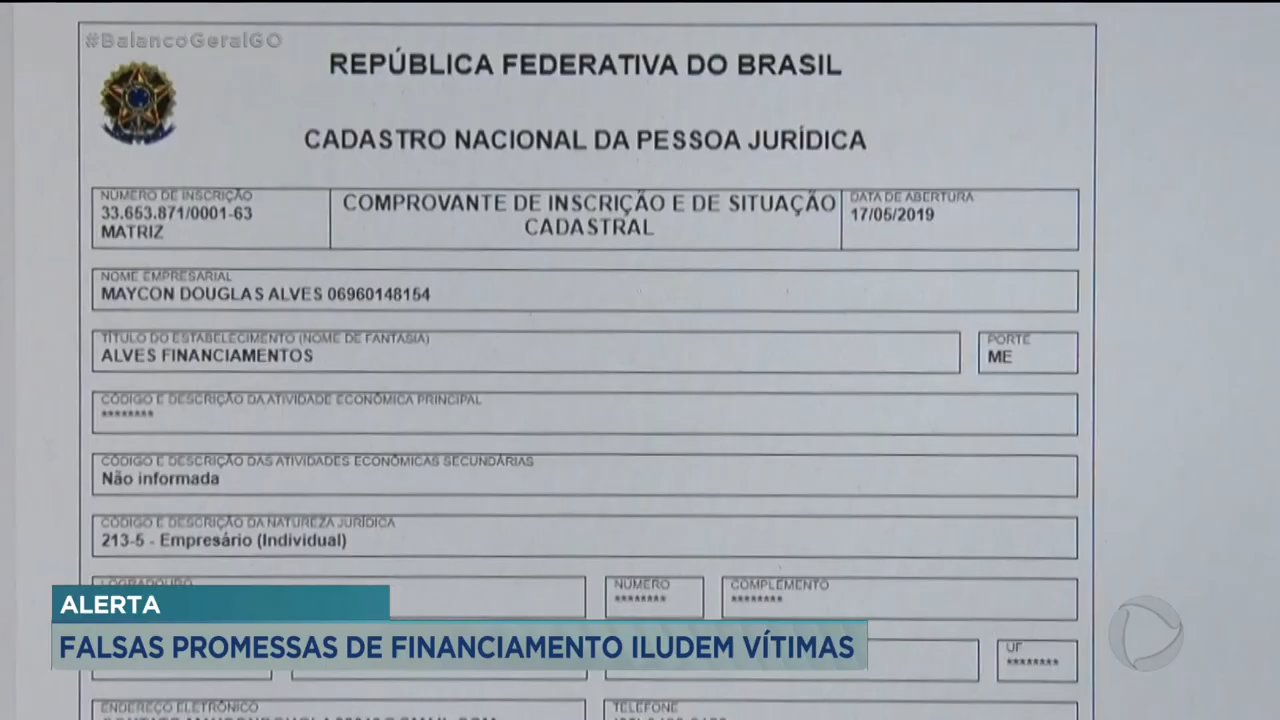 #BalancoGeralGO
REPÚBLICA FEDERATIVA DO BRASIL
CADASTRO NACIONAL DA PESSOA JURÍDICA
NÚMERO DE INSCRIÇÃO
33.653.871/0001-63
MATRIZ
COMPROVANTE DE INSCRIÇÃO E DE SITUAÇÃO
CADASTRAL
DATA DE ABERTURA
17/05/2019
NOME EMPRESARIAL
MAYCON DOUGLAS ALVES 06960148154
TÍTULO DO ESTABELECIMENTO (NOME DE FANTASIA)
ALVES FINANCIAMENTOS
PORTE
ME
CÓDIGO E DESCRIÇÃO DA ATIVIDADE ECONÔMICA PRINCIPAL
********
CÓDIGO E DESCRIÇÃO DAS ATIVIDADES ECONÔMICAS SECUNDÁRIAS
Não informada
CÓDIGO E DESCRIÇÃO DA NATUREZA JURÍDICA
213-5 - Empresário (Individual)
LOGRADOURO
NÚMERO
********
COMPLEMENTO
********
ALERTA
FALSAS PROMESSAS DE FINANCIAMENTO ILUDEM VÍTIMAS
UF
********
ENDEREÇO ELETRÔNICO
TELEFONE